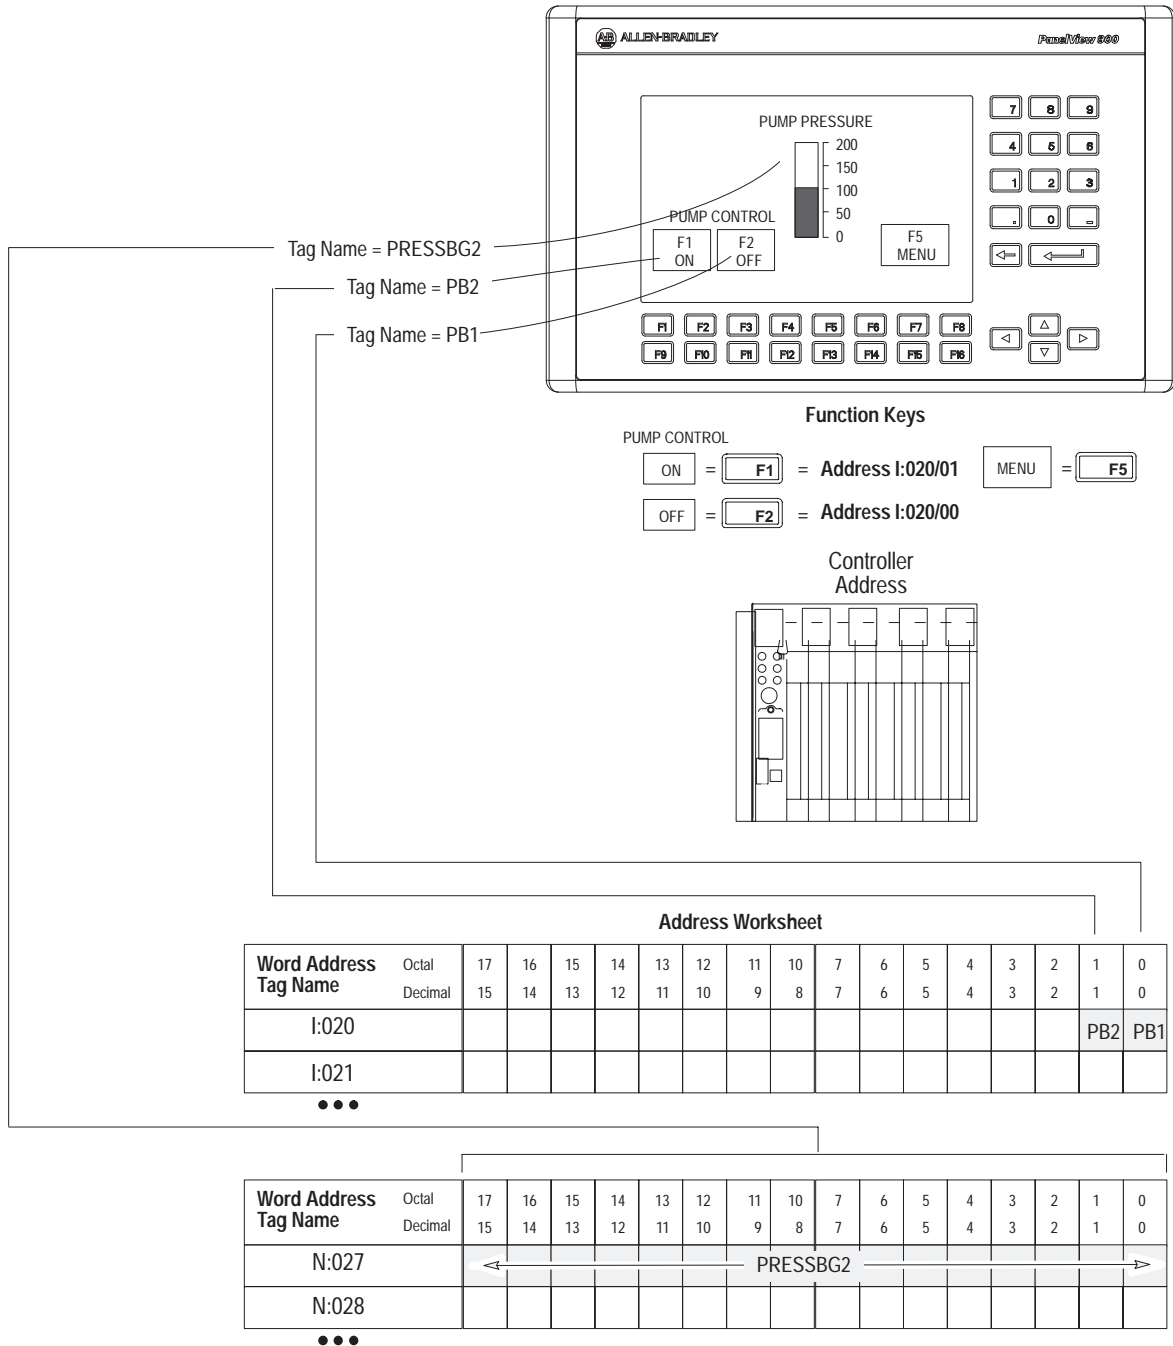 ALLEN-BRADLEY
PanelView 900
PUMP PRESSURE
200
150
100
50
0
PUMP CONTROL
F1
ON
F2
OFF
F5
MENU
7 8 9
4 5 6
1 2 3
. 0 -
F1 F2 F3 F4 F5 F6 F7 F8
F9 F10 F11 F12 F13 F14 F15 F16
Tag Name = PRESSBG2
Tag Name = PB2
Tag Name = PB1
Function Keys
PUMP CONTROL
ON = F1 = Address I:020/01 MENU = F5
OFF = F2 = Address I:020/00
Controller
Address
Address Worksheet
Word Address Octal 17 16 15 14 13 12 11 10 7 6 5 4 3 2 1 0
Tag Name Decimal 15 14 13 12 11 10 9 8 7 6 5 4 3 2 1 0
I:020 PB2 PB1
I:021
•••
Word Address Octal 17 16 15 14 13 12 11 10 7 6 5 4 3 2 1 0
Tag Name Decimal 15 14 13 12 11 10 9 8 7 6 5 4 3 2 1 0
N:027 PRESSBG2
N:028
•••